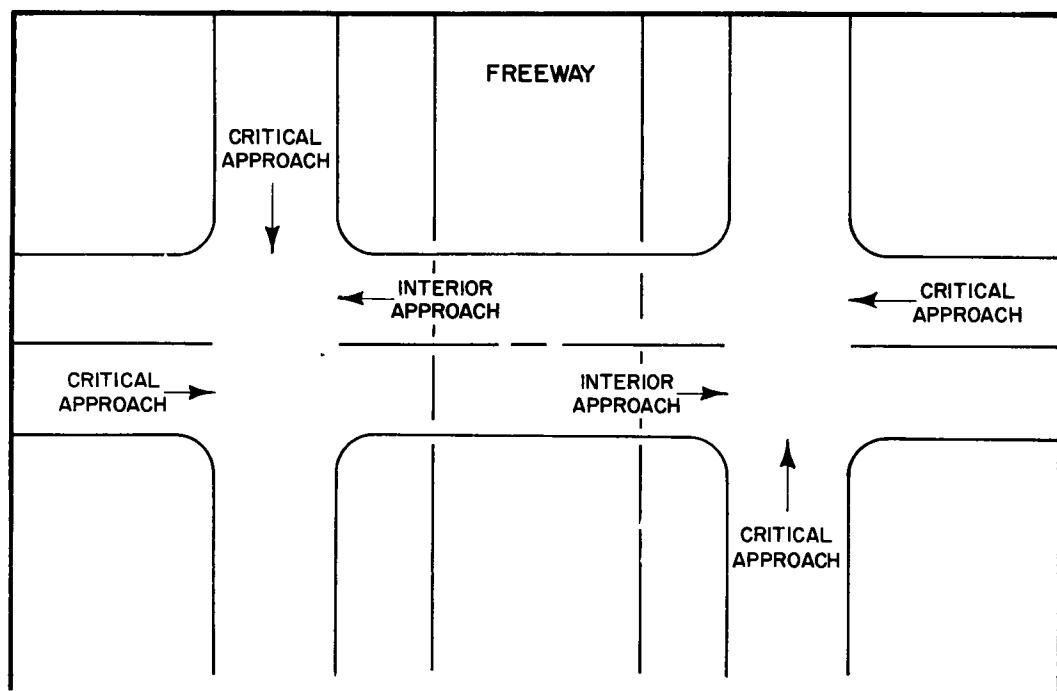 FREEWAY
CRITICAL
APPROACH
INTERIOR
APPROACH
CRITICAL
APPROACH
CRITICAL
APPROACH
INTERIOR
APPROACH
CRITICAL
APPROACH